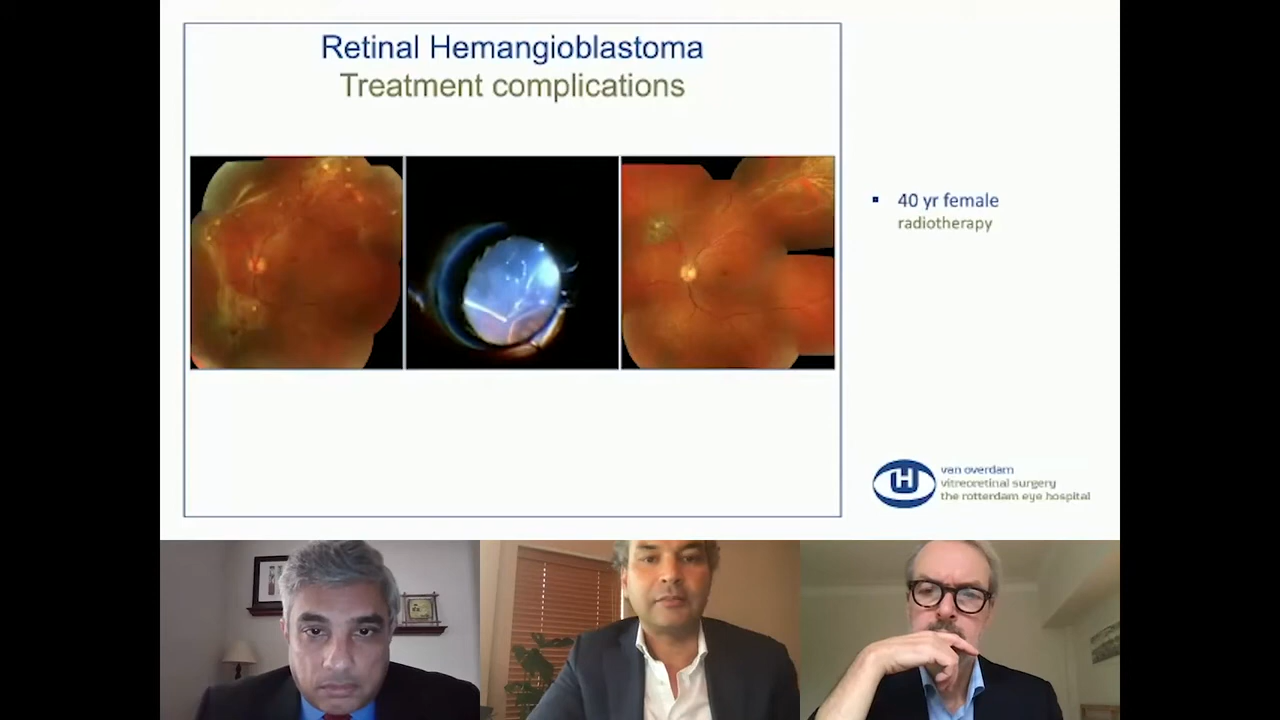 Retinal Hemangioblastoma
Treatment complications
40 yr female
radiotherapy
van overdam
vitreoretinal surgery
the rotterdam eye hospital